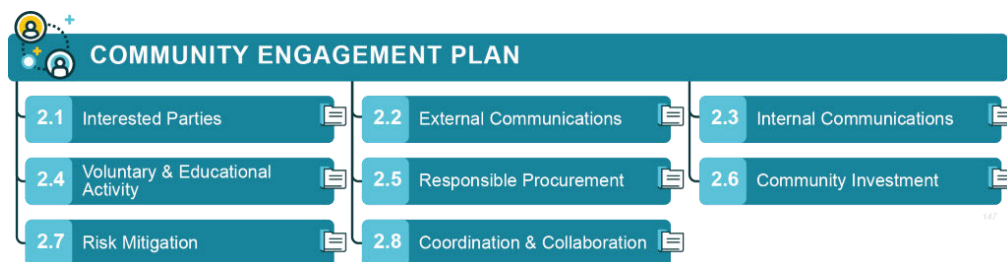 COMMUNITY ENGAGEMENT PLAN
2.1 Interested Parties
2.2 External Communications
2.3 Internal Communications
2.4 Voluntary & Educational
Activity
2.5 Responsible Procurement
2.6 Community Investment
147
2.7 Risk Mitigation
2.8 Coordination & Collaboration